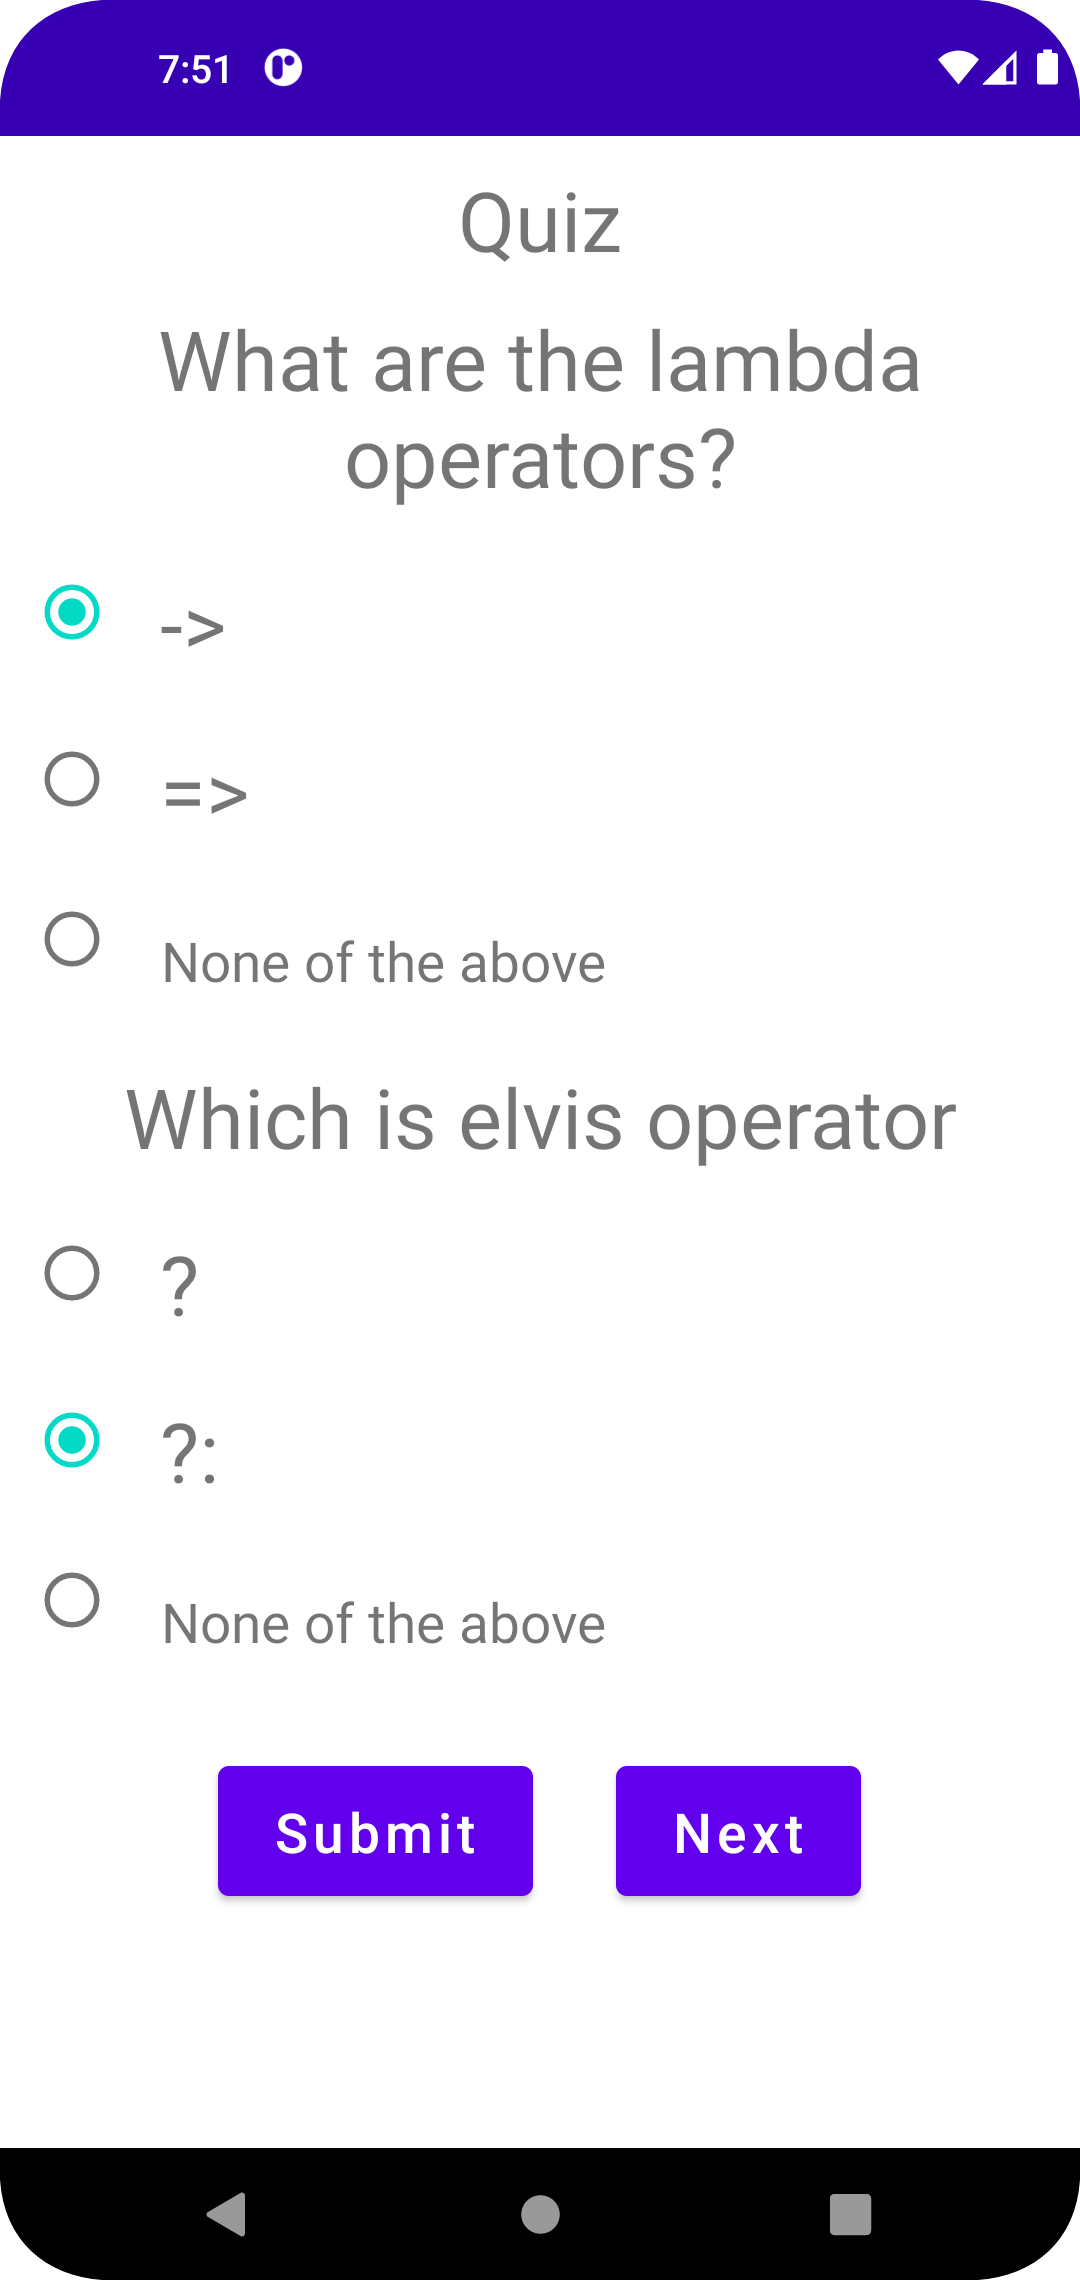 7:51
Quiz
What are the lambda
operators?
->
=>
None of the above
Which is elvis operator
?
?:
None of the above
Submit
Next